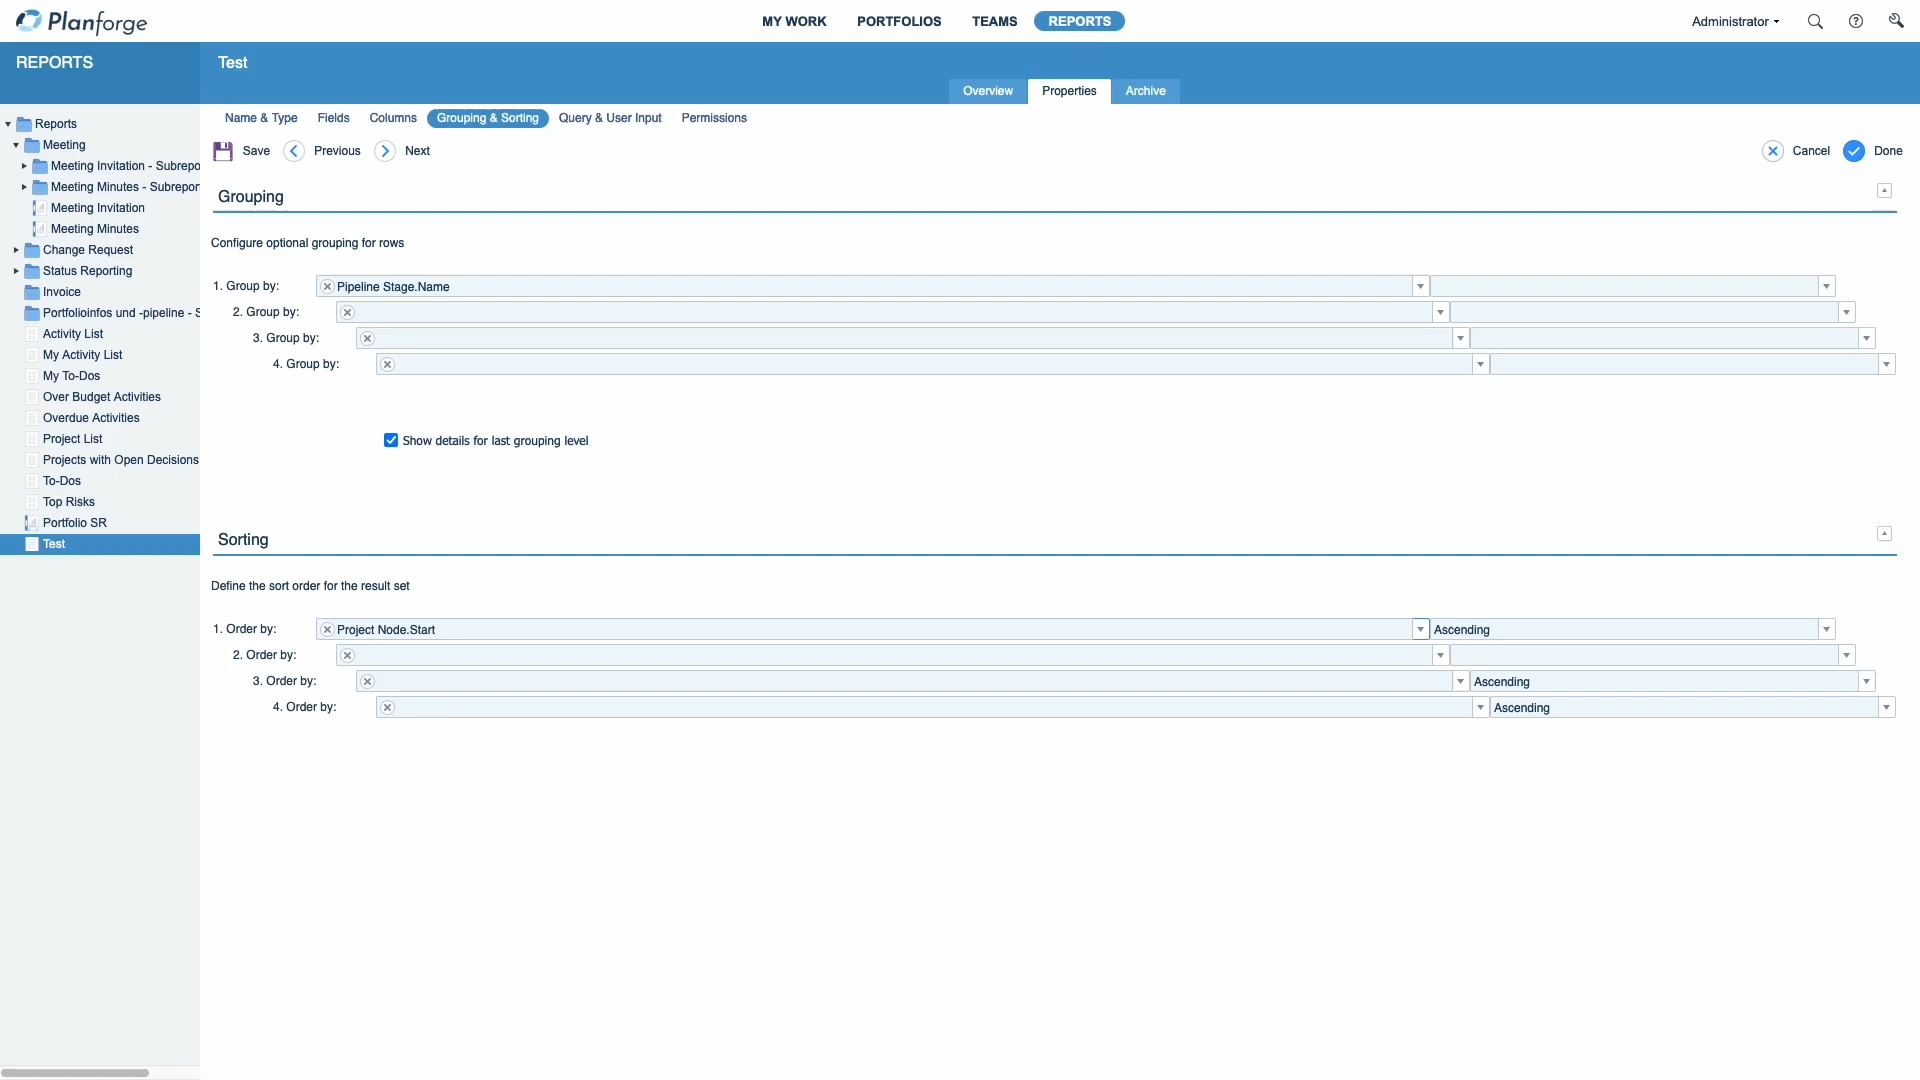 Planforge
MY WORK PORTFOLIOS TEAMS REPORTS
Administrator
REPORTS
Test
Overview Properties Archive
Reports
Meeting
Meeting Invitation - Subrepo
Meeting Minutes - Subrepor
Meeting Invitation
Meeting Minutes
Change Request
Status Reporting
Invoice
Portfolioinfos und -pipeline - S
Activity List
My Activity List
My To-Dos
Over Budget Activities
Overdue Activities
Project List
Projects with Open Decisions
To-Dos
Top Risks
Portfolio SR
Test
Name & Type Fields Columns Grouping & Sorting Query & User Input Permissions
Save Previous Next Cancel Done
Grouping
Configure optional grouping for rows
1. Group by: Pipeline Stage.Name
2. Group by:
3. Group by:
4. Group by:
Show details for last grouping level
Sorting
Define the sort order for the result set
1. Order by: Project Node.Start Ascending
2. Order by:
3. Order by: Ascending
4. Order by: Ascending